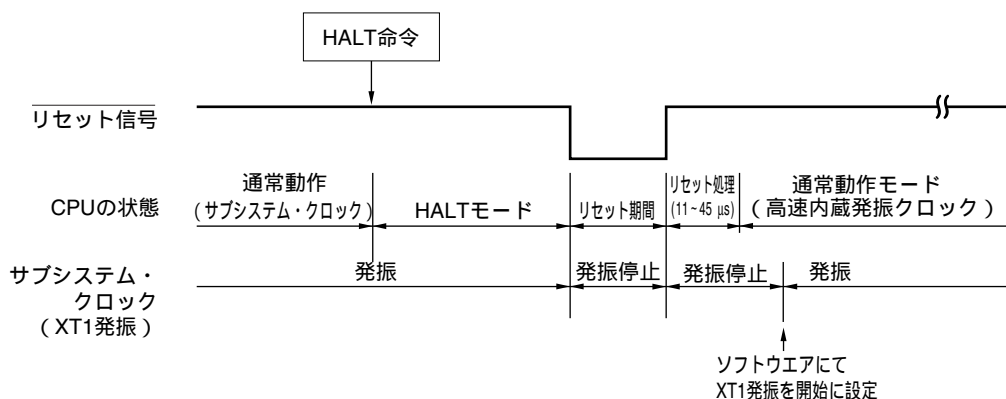 HALT命令
リセット信号
CPUの状態
通常動作
（サブシステム・クロック）
HALTモード
リセット期間
リセット処理
(11~45 μs)
通常動作モード
（高速内蔵発振クロック）
サブシステム・
クロック
（XT1発振）
発振
発振停止
発振停止
発振
ソフトウエアにて
XT1発振を開始に設定